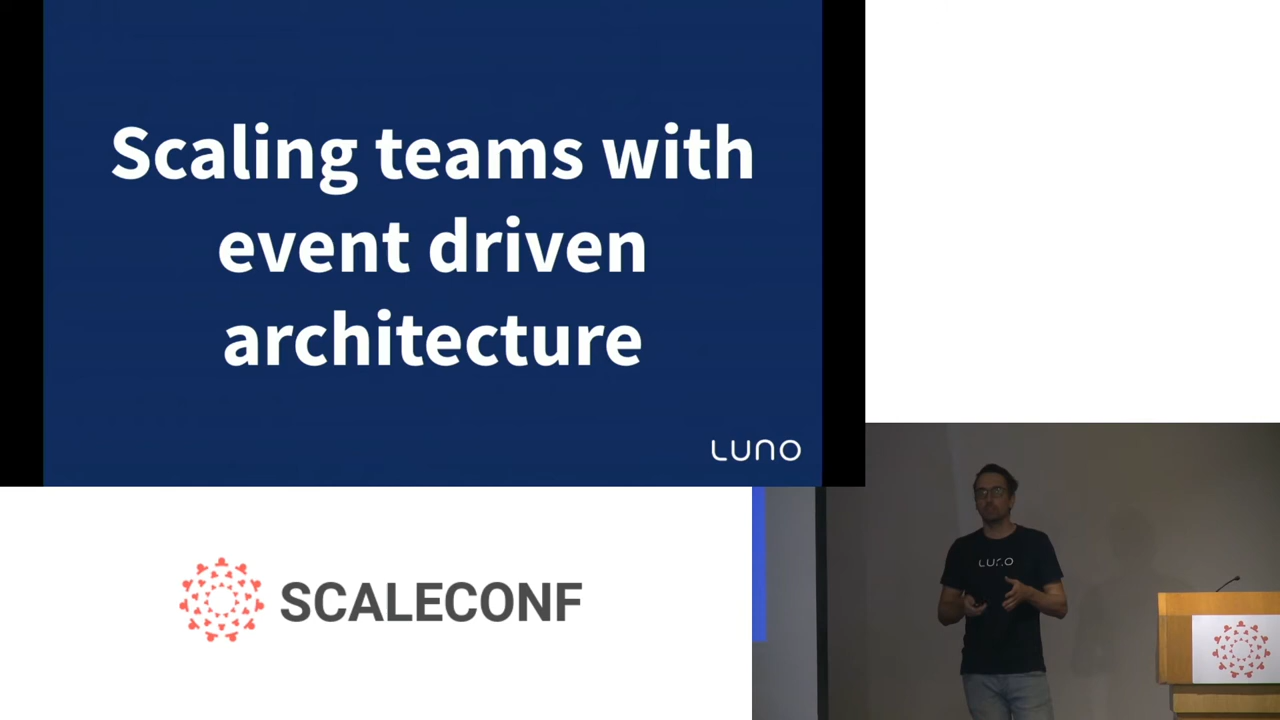 Scaling teams with
event driven
architecture
LUNO
SCALECONF
LUNO